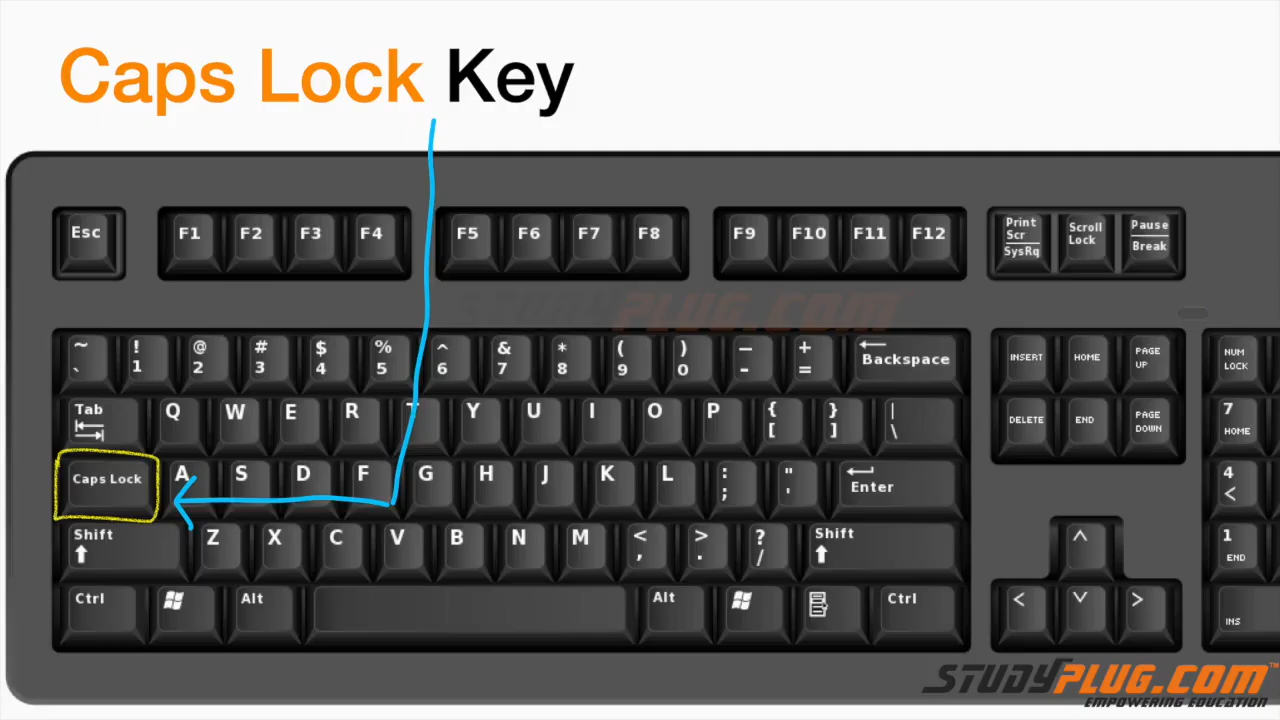 Caps Lock Key
Esc F1 F2 F3 F4 F5 F6 F7 F8 F9 F10 F11 F12 Print Scr SysRq Scroll Lock Pause Break
STUDYPLUG.COM
~ ` ! 1 @ 2 # 3 $ 4 % 5 ^ 6 & 7 * 8 ( 9 ) 0 — - + = Backspace INSERT HOME PAGE UP NUM LOCK
Tab Q W E R T Y U I O P { [ } ] | \ DELETE END PAGE DOWN 7 HOME
Caps Lock A S D F G H J K L : ; " ' Enter 4 <
Shift Z X C V B N M < , > . ? / Shift ^ 1 END
Ctrl Alt Alt Ctrl < v > INS
STUDYPLUG.COM™
EMPOWERING EDUCATION